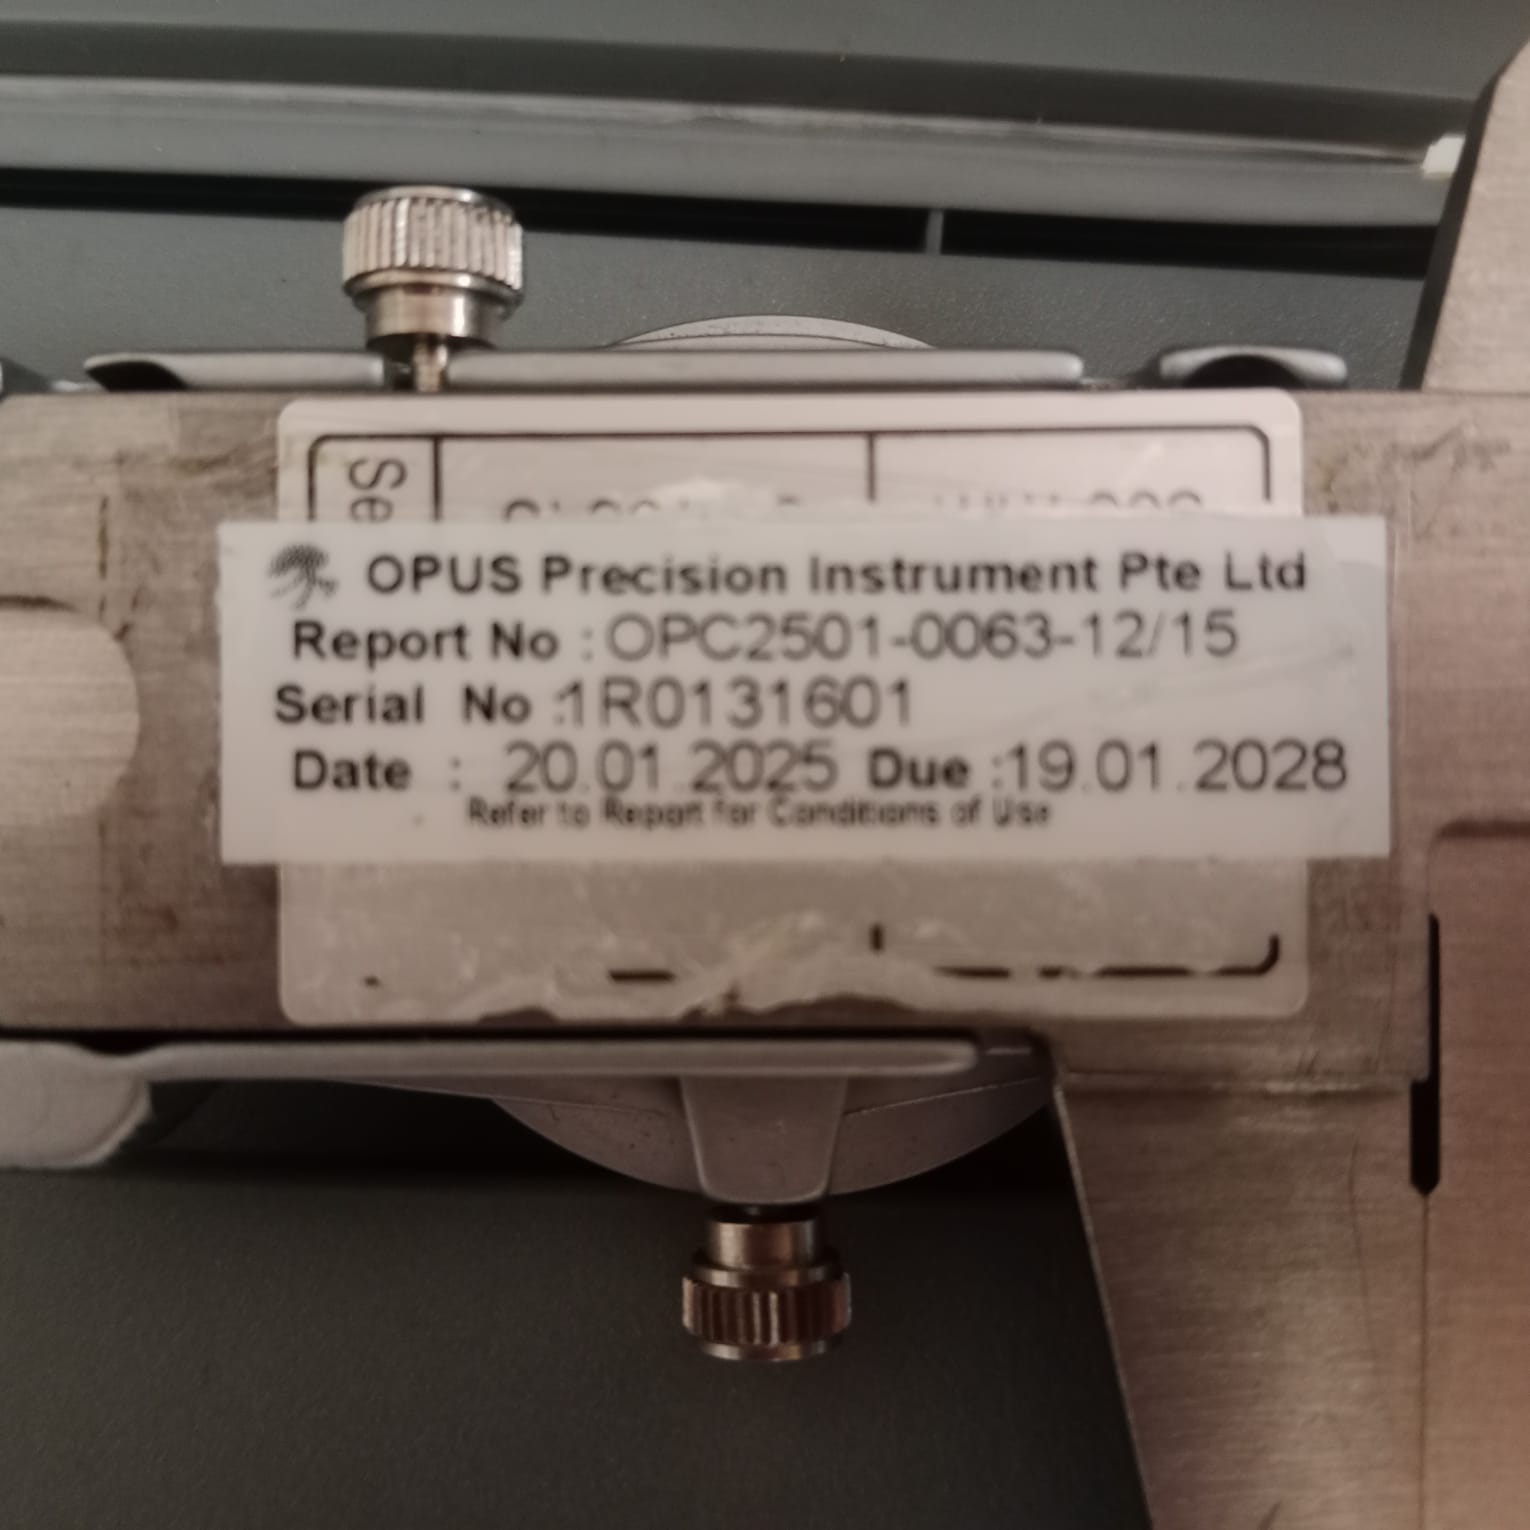 Se
OPUS Precision Instrument Pte Ltd
Report No : OPC2501-0063-12/15
Serial No :1R0131601
Date : 20.01.2025 Due :19.01.2028
Refer to Report for Conditions of Use